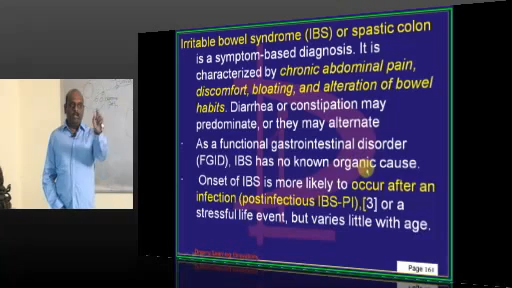 Irritable bowel syndrome (IBS) or spastic colon
is a symptom-based diagnosis. It is
characterized by chronic abdominal pain,
discomfort, bloating, and alteration of bowel
habits. Diarrhea or constipation may
predominate, or they may alternate
· As a functional gastrointestinal disorder
(FGID), IBS has no known organic cause.
· Onset of IBS is more likely to occur after an
infection (postinfectious IBS-PI),[3] or a
stressful life event, but varies little with age.
Page 161